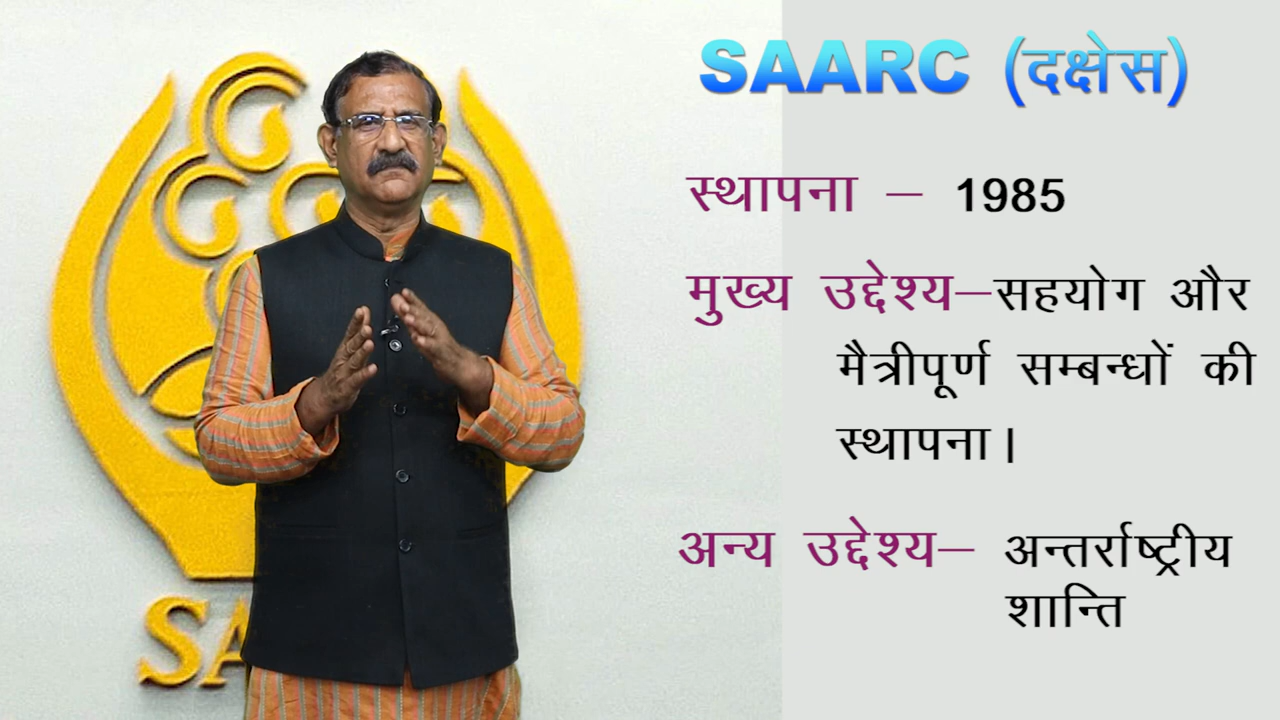 SAARC (दक्षेस)
स्थापना – 1985
मुख्य उद्देश्य–सहयोग और
मैत्रीपूर्ण सम्बन्धों की
स्थापना।
अन्य उद्देश्य– अन्तर्राष्ट्रीय
शान्ति
SA